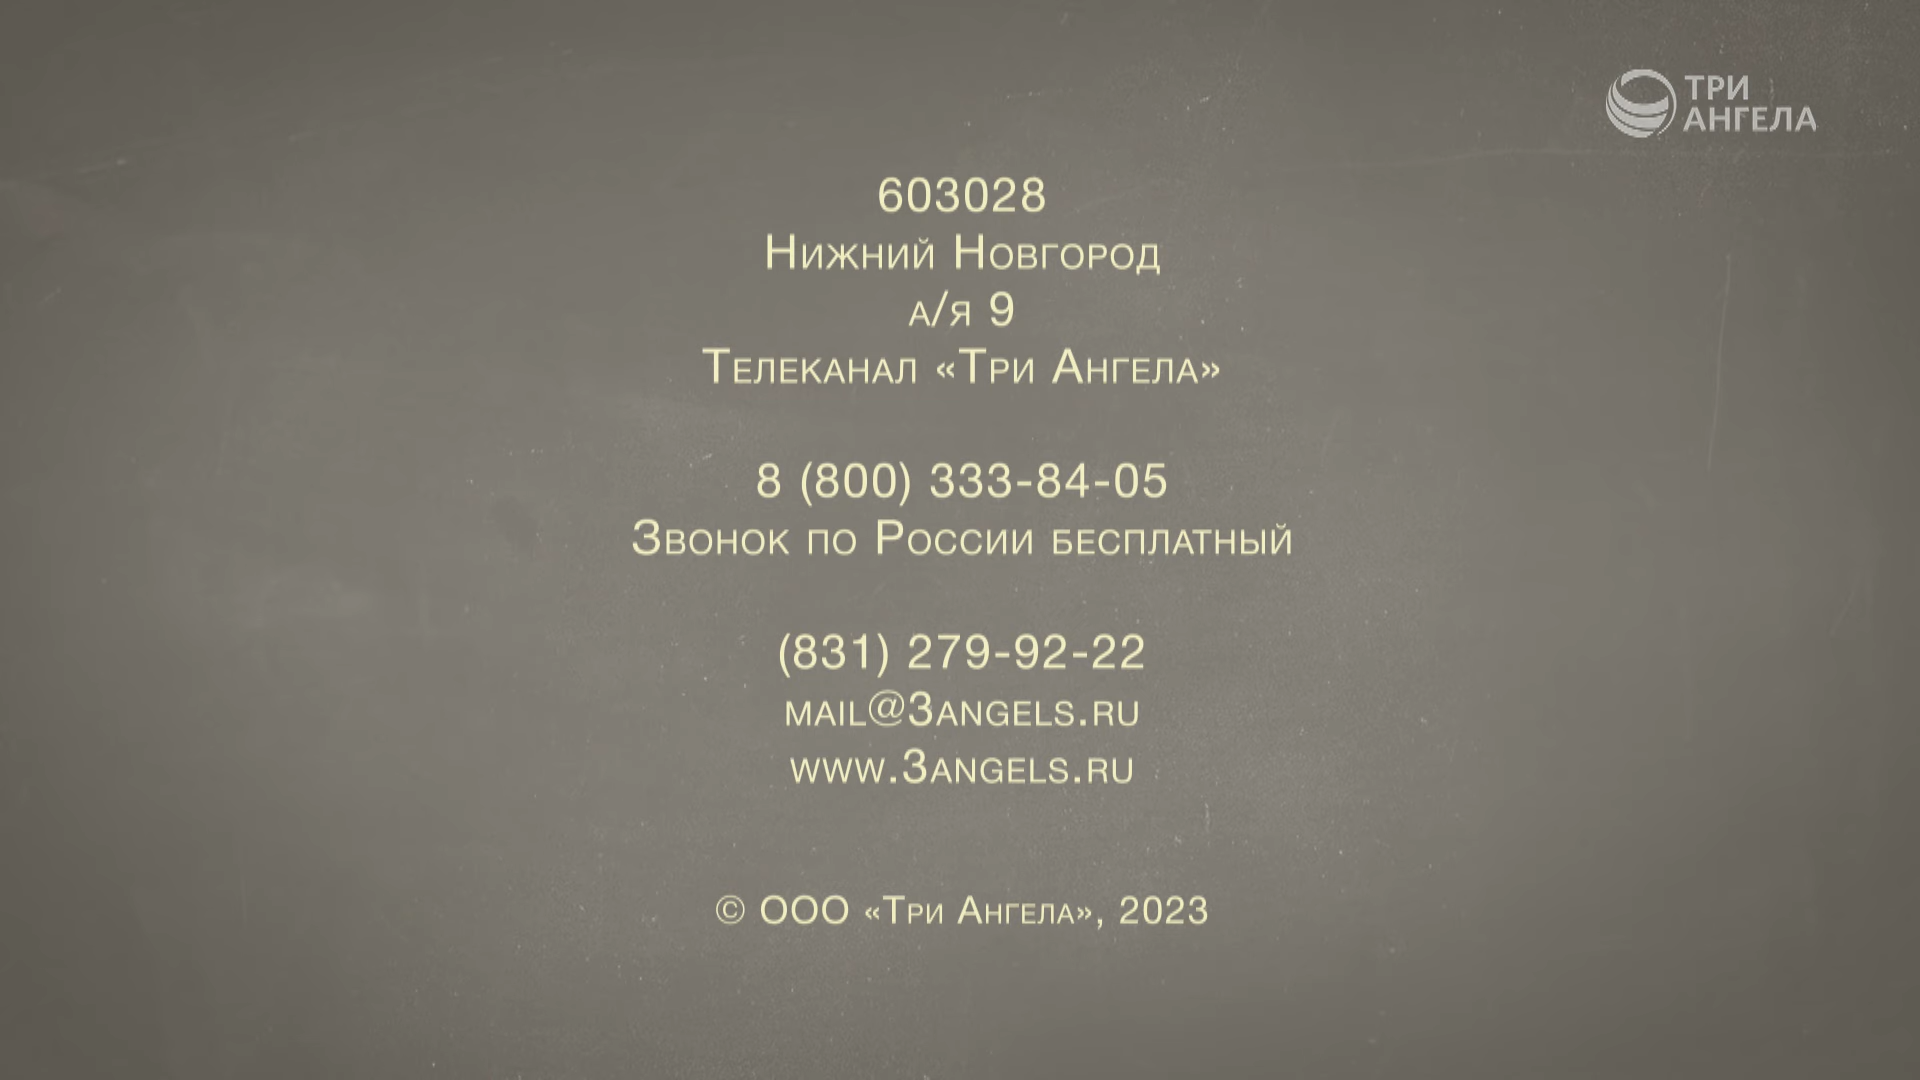 ТРИ
АНГЕЛА
603028
Нижний Новгород
а/я 9
Телеканал «Три Ангела»
8 (800) 333-84-05
Звонок по России бесплатный
(831) 279-92-22
mail@3angels.ru
www.3angels.ru
© ООО «Три Ангела», 2023